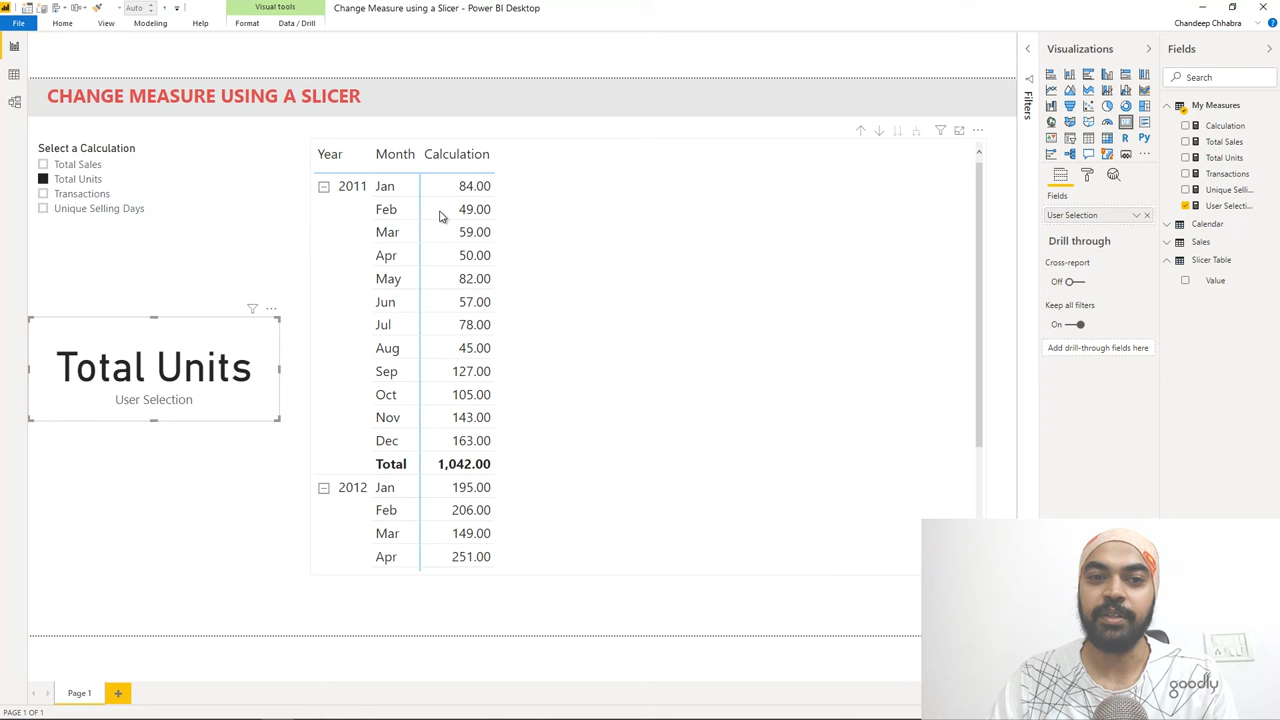 Auto
Visual tools
Change Measure using a Slicer - Power BI Desktop
Chandeep Chhabra
File
Home
View
Modeling
Help
Format
Data / Drill
CHANGE MEASURE USING A SLICER
Select a Calculation
Total Sales
Total Units
Transactions
Unique Selling Days
Total Units
User Selection
Year Month Calculation
2011 Jan 84.00
Feb 49.00
Mar 59.00
Apr 50.00
May 82.00
Jun 57.00
Jul 78.00
Aug 45.00
Sep 127.00
Oct 105.00
Nov 143.00
Dec 163.00
Total 1,042.00
2012 Jan 195.00
Feb 206.00
Mar 149.00
Apr 251.00
Filters
Visualizations
R Py
Fields
User Selection
Drill through
Cross-report
Off
Keep all filters
On
Add drill-through fields here
Fields
Search
My Measures
Calculation
Total Sales
Total Units
Transactions
Unique Selli...
User Selecti...
Calendar
Sales
Slicer Table
Value
goodly
Page 1
PAGE 1 OF 1